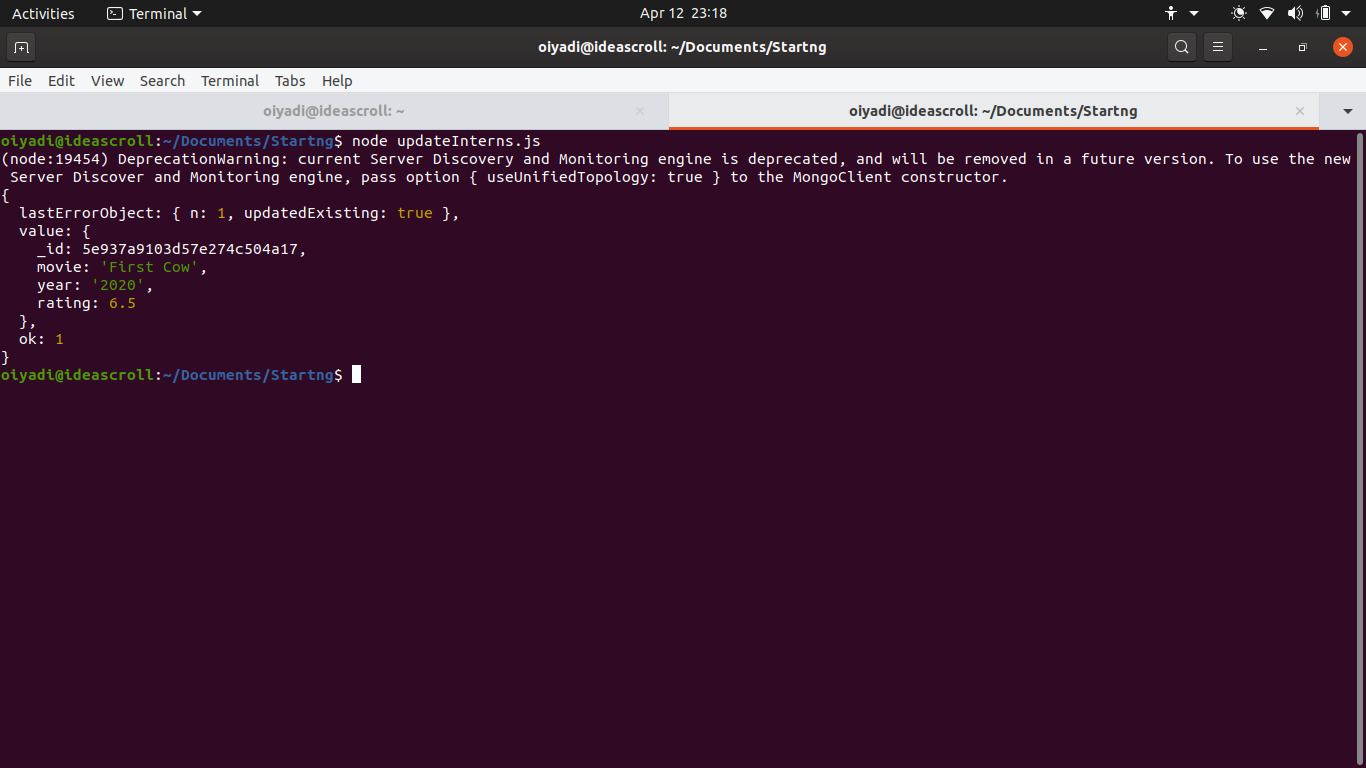 Activities Terminal Apr 12 23:18
oiyadi@ideascroll: ~/Documents/Startng
File Edit View Search Terminal Tabs Help
oiyadi@ideascroll: ~ oiyadi@ideascroll: ~/Documents/Startng
oiyadi@ideascroll:~/Documents/Startng$ node updateInterns.js
(node:19454) DeprecationWarning: current Server Discovery and Monitoring engine is deprecated, and will be removed in a future version. To use the new
 Server Discover and Monitoring engine, pass option { useUnifiedTopology: true } to the MongoClient constructor.
{
  lastErrorObject: { n: 1, updatedExisting: true },
  value: {
    _id: 5e937a9103d57e274c504a17,
    movie: 'First Cow',
    year: '2020',
    rating: 6.5
  },
  ok: 1
}
oiyadi@ideascroll:~/Documents/Startng$